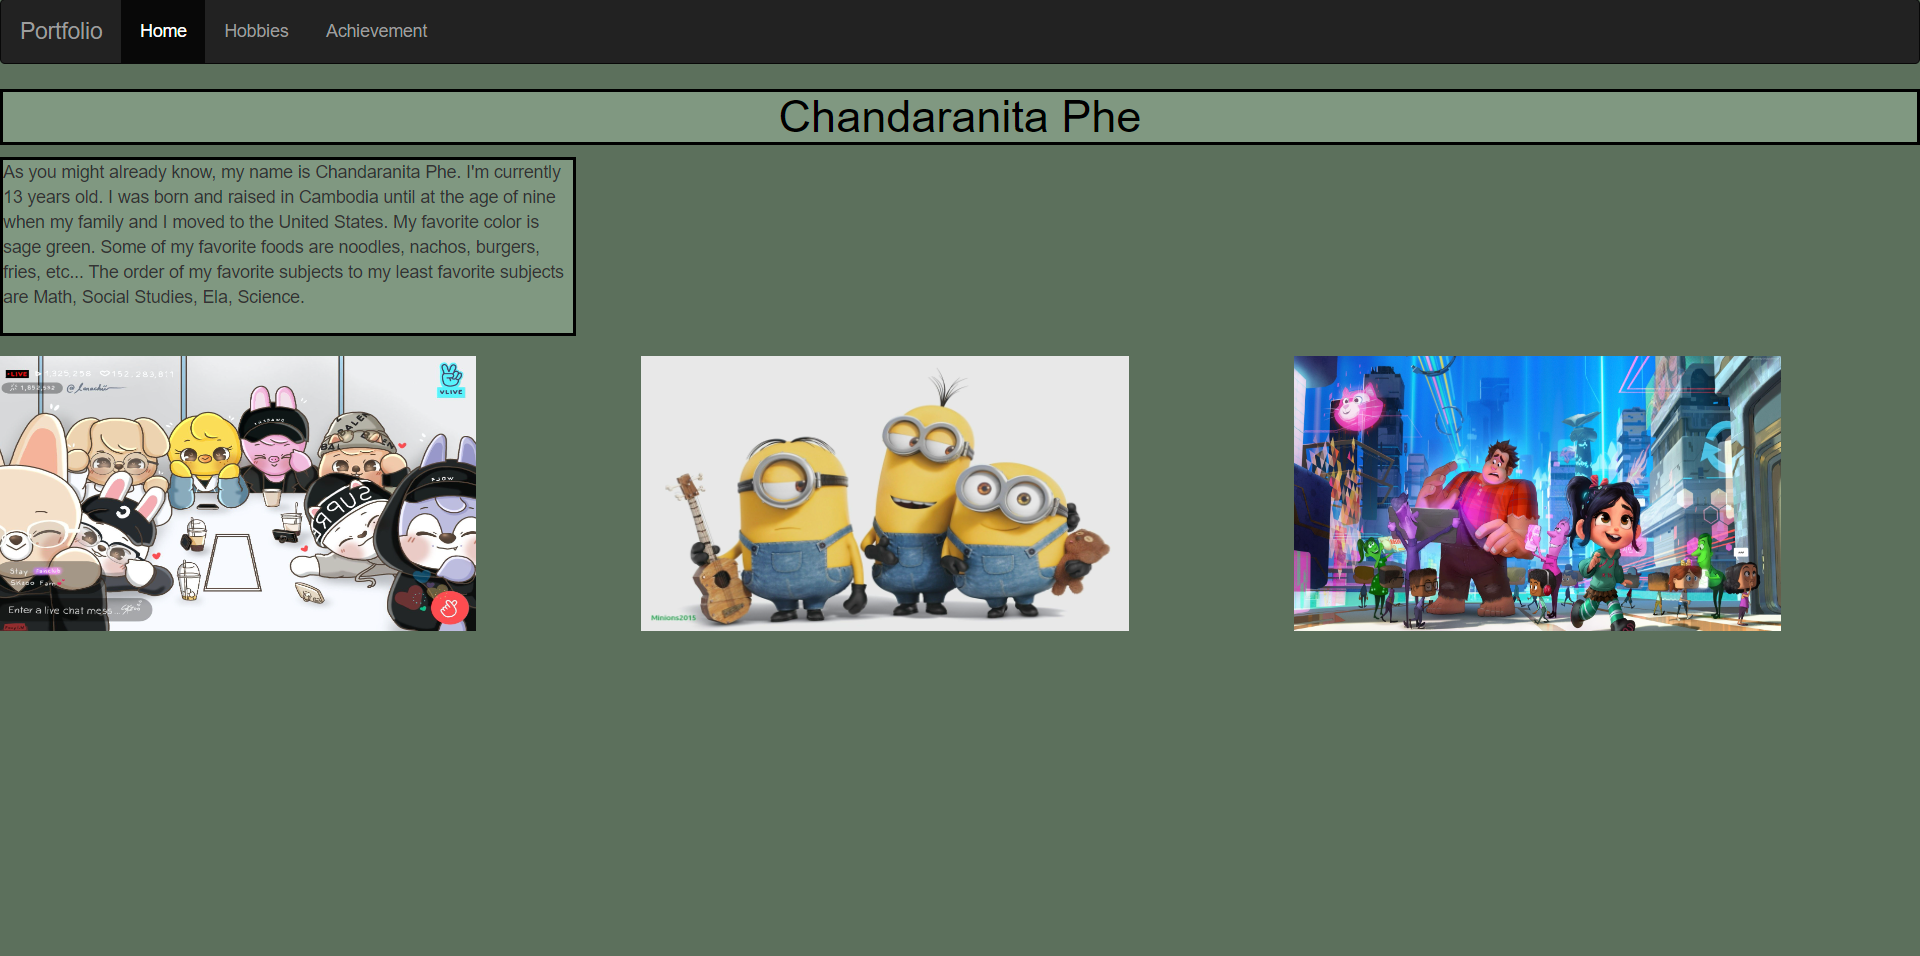 Portfolio Home Hobbies Achievement
Chandaranita Phe
As you might already know, my name is Chandaranita Phe. I'm currently
13 years old. I was born and raised in Cambodia until at the age of nine
when my family and I moved to the United States. My favorite color is
sage green. Some of my favorite foods are noodles, nachos, burgers,
fries, etc... The order of my favorite subjects to my least favorite subjects
are Math, Social Studies, Ela, Science.
LIVE
VLIVE
SUPR
Stay
Enter a live chat mess...
Minions2015